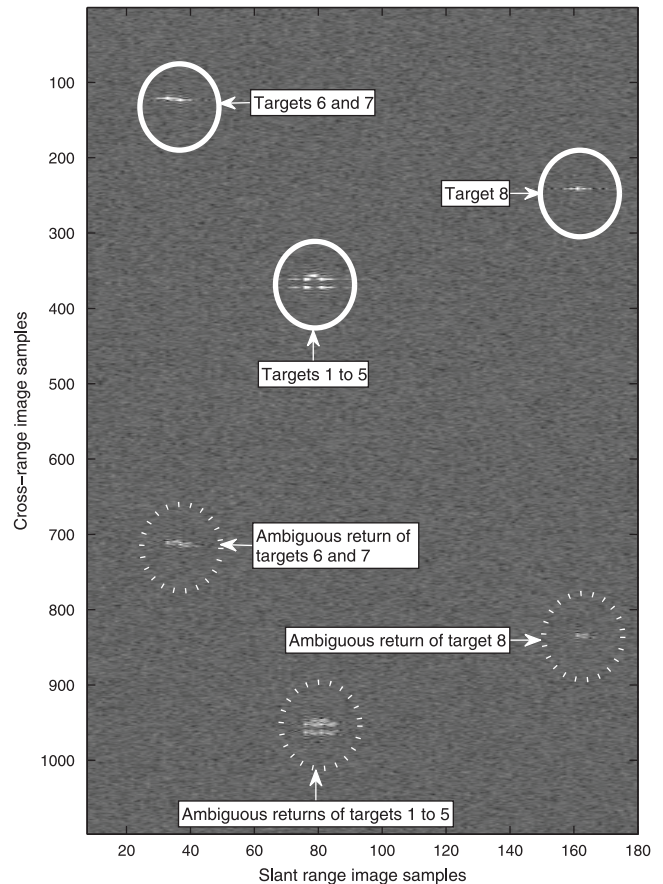 100
200
300
400
500
600
700
800
900
1000
Cross-range image samples
Targets 6 and 7
Target 8
Targets 1 to 5
Ambiguous return of
targets 6 and 7
Ambiguous return of target 8
Ambiguous returns of targets 1 to 5
20 40 60 80 100 120 140 160 180
Slant range image samples